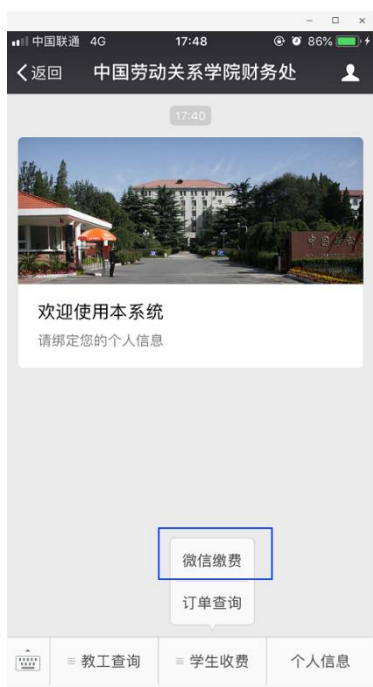 中国联通 4G 17:48 86%
返回 中国劳动关系学院财务处
17:40
欢迎使用本系统
请绑定您的个人信息
微信缴费
订单查询
教工查询 学生收费 个人信息